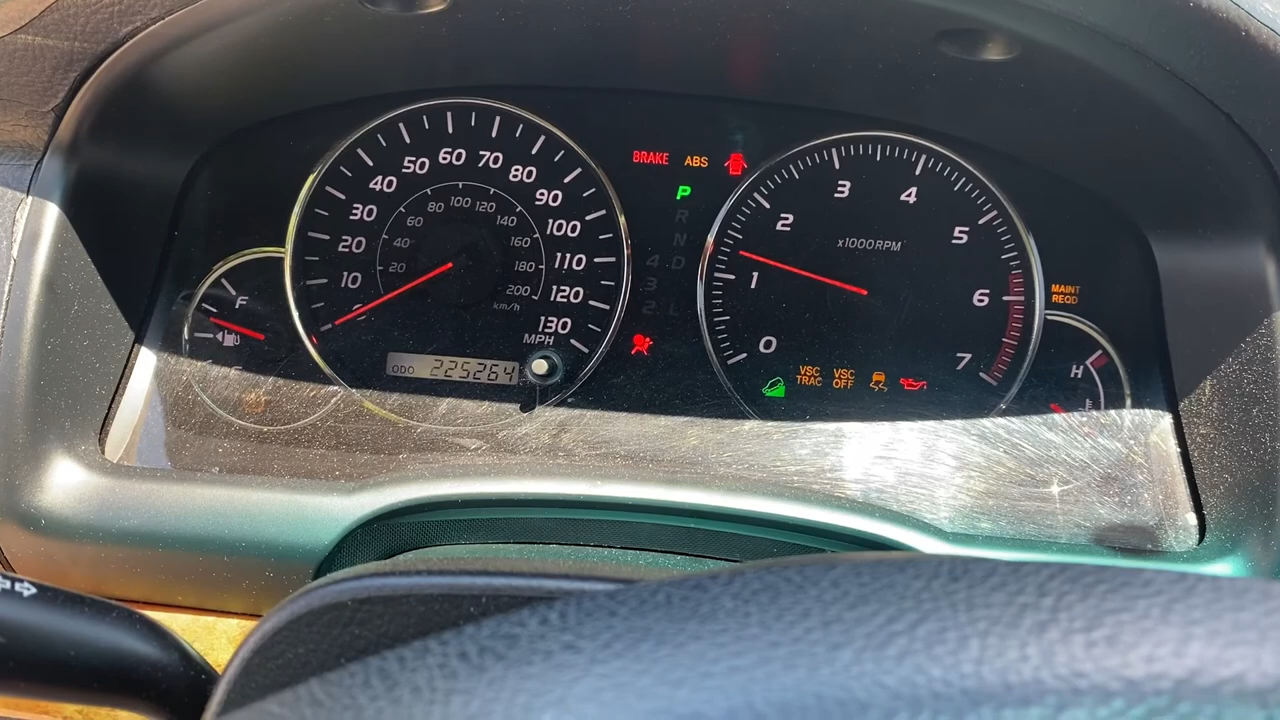 60
50
70
40
80
30
90
20
100
10
110
120
130
MPH
100
80
120
60
140
40
160
20
180
200
km/h
ODO 225264
BRAKE ABS
P
R
N
4 D
3
2 L
3
4
2
5
x1000RPM
1
6
0
7
VSC
TRAC
VSC
OFF
MAINT
REQD
F
H